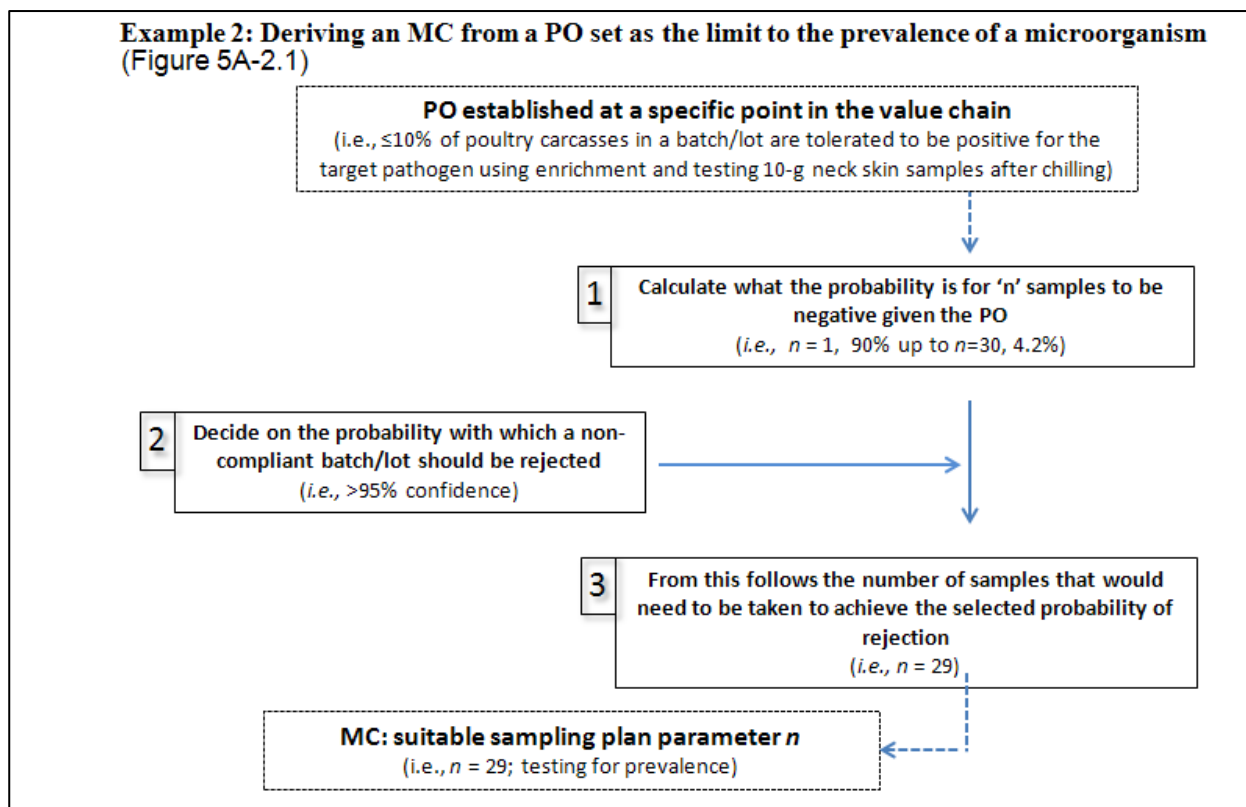 Example 2: Deriving an MC from a PO set as the limit to the prevalence of a microorganism
(Figure 5A-2.1)
PO established at a specific point in the value chain
(i.e., ≤10% of poultry carcasses in a batch/lot are tolerated to be positive for the
target pathogen using enrichment and testing 10-g neck skin samples after chilling)
1
Calculate what the probability is for ‘n’ samples to be
negative given the PO
(i.e., n = 1, 90% up to n=30, 4.2%)
2
Decide on the probability with which a non-
compliant batch/lot should be rejected
(i.e., >95% confidence)
3
From this follows the number of samples that would
need to be taken to achieve the selected probability of
rejection
(i.e., n = 29)
MC: suitable sampling plan parameter n
(i.e., n = 29; testing for prevalence)